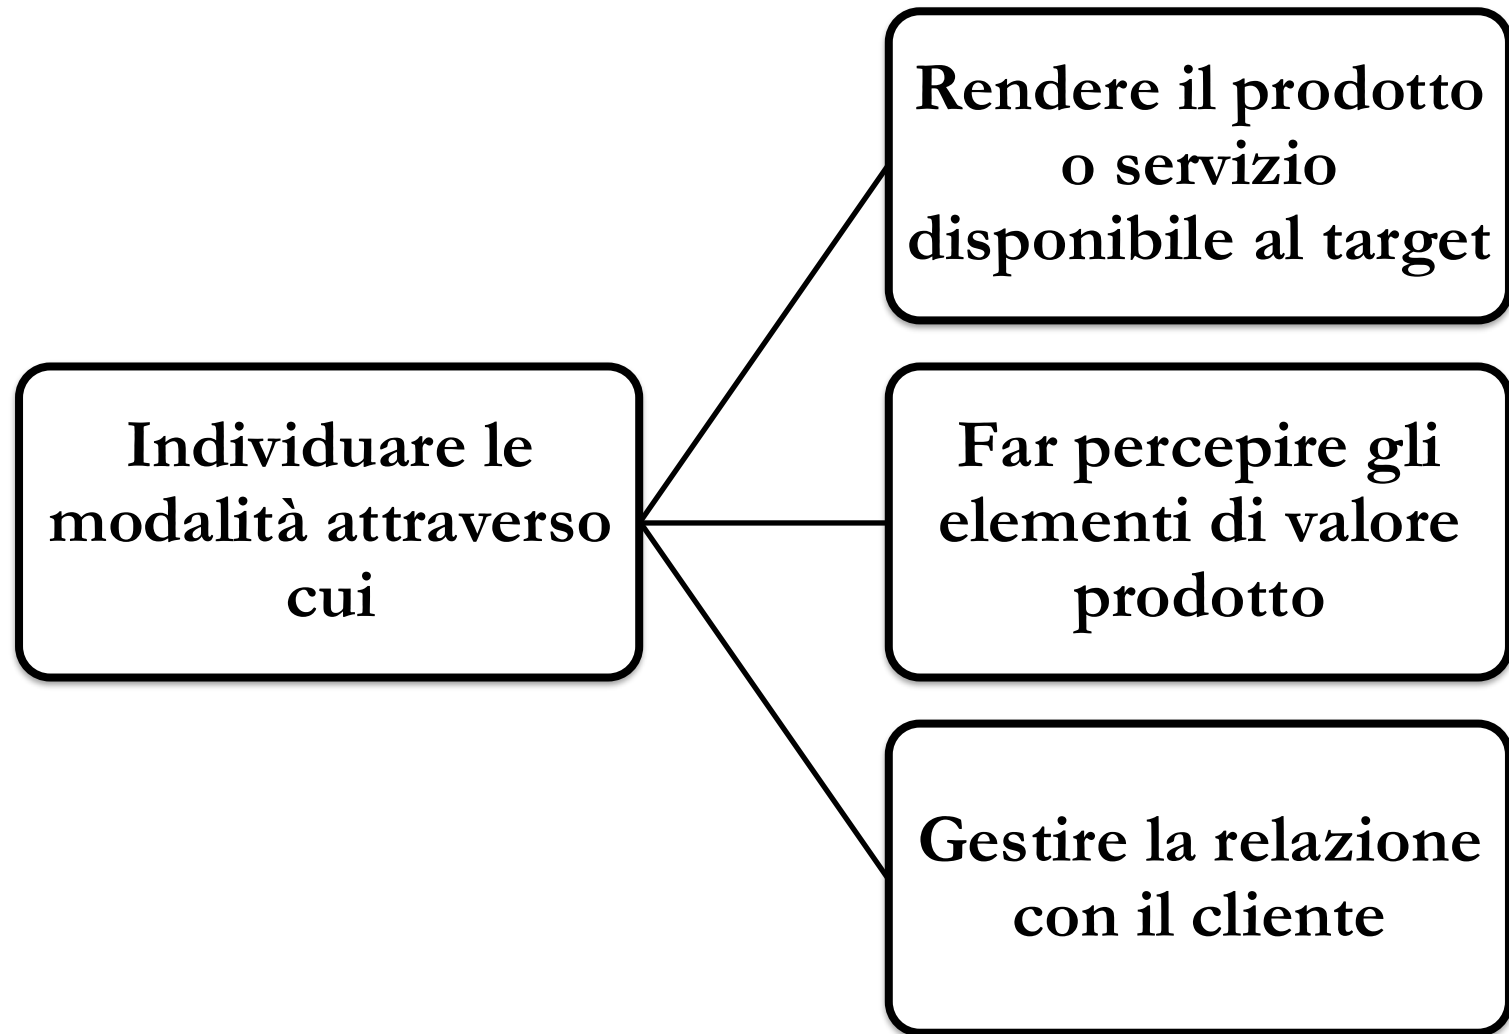 Individuare le
modalità attraverso
cui
Rendere il prodotto
o servizio
disponibile al target
Far percepire gli
elementi di valore
prodotto
Gestire la relazione
con il cliente